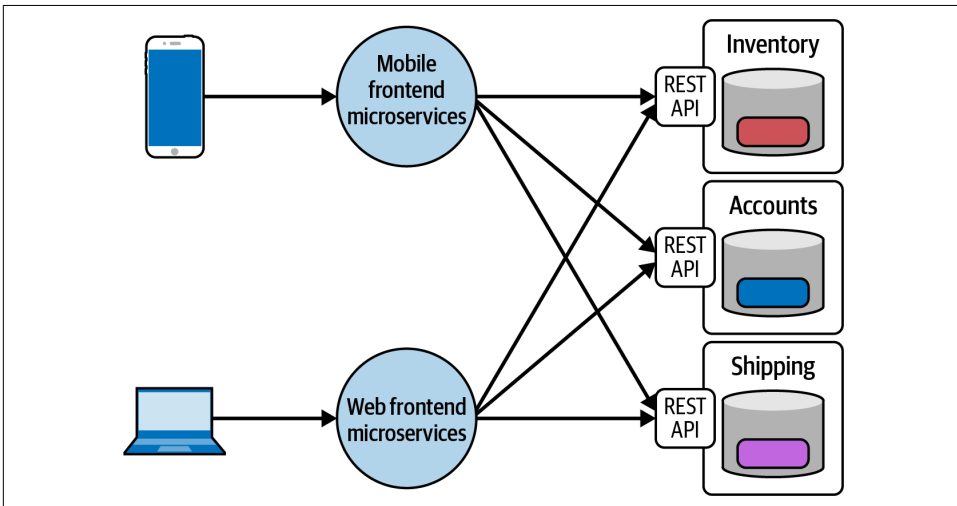 Mobile
frontend
microservices
Inventory
REST
API
Accounts
REST
API
Web frontend
microservices
Shipping
REST
API